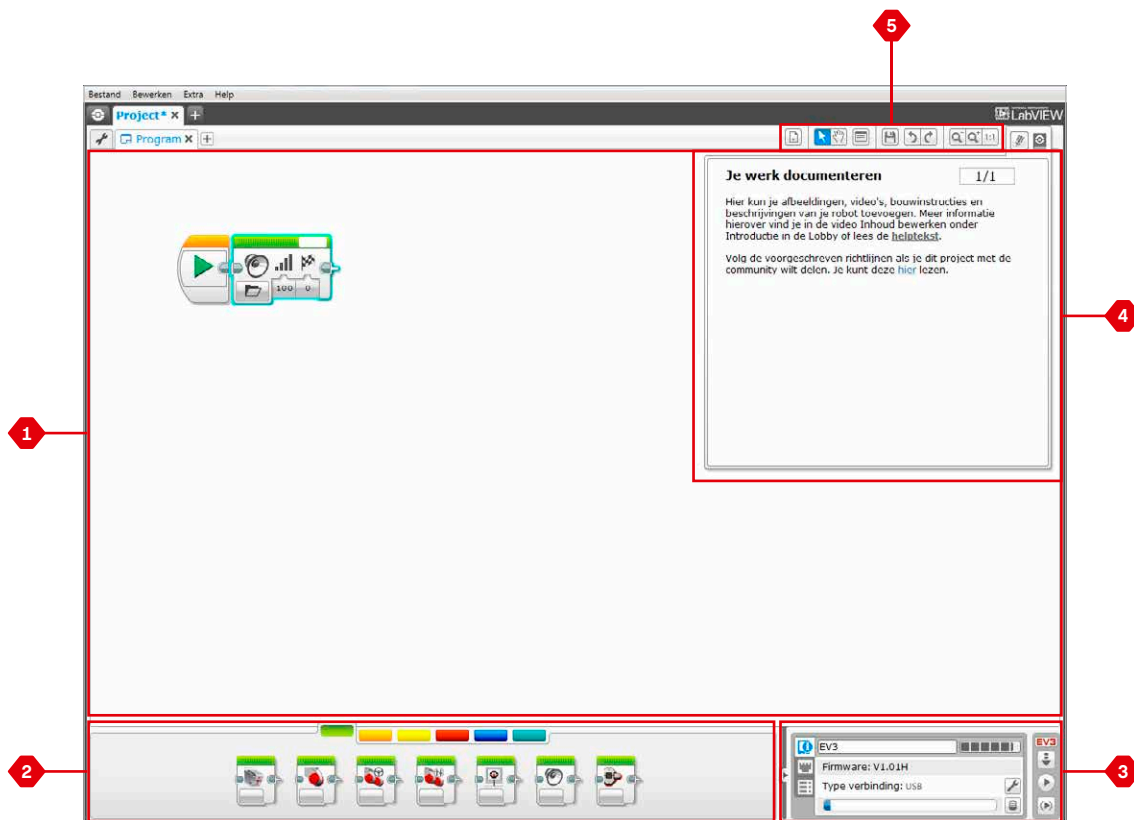 5
Bestand Bewerken Extra Help
Project* x +
LabVIEW
Program x +
1:1
Je werk documenteren
1/1
Hier kun je afbeeldingen, video's, bouwinstructies en
beschrijvingen van je robot toevoegen. Meer informatie
hierover vind je in de video Inhoud bewerken onder
Introductie in de Lobby of lees de helptekst.
Volg de voorgeschreven richtlijnen als je dit project met de
community wilt delen. Je kunt deze hier lezen.
100 0
4
1
2
EV3
EV3
Firmware: V1.01H
Type verbinding: USB
3